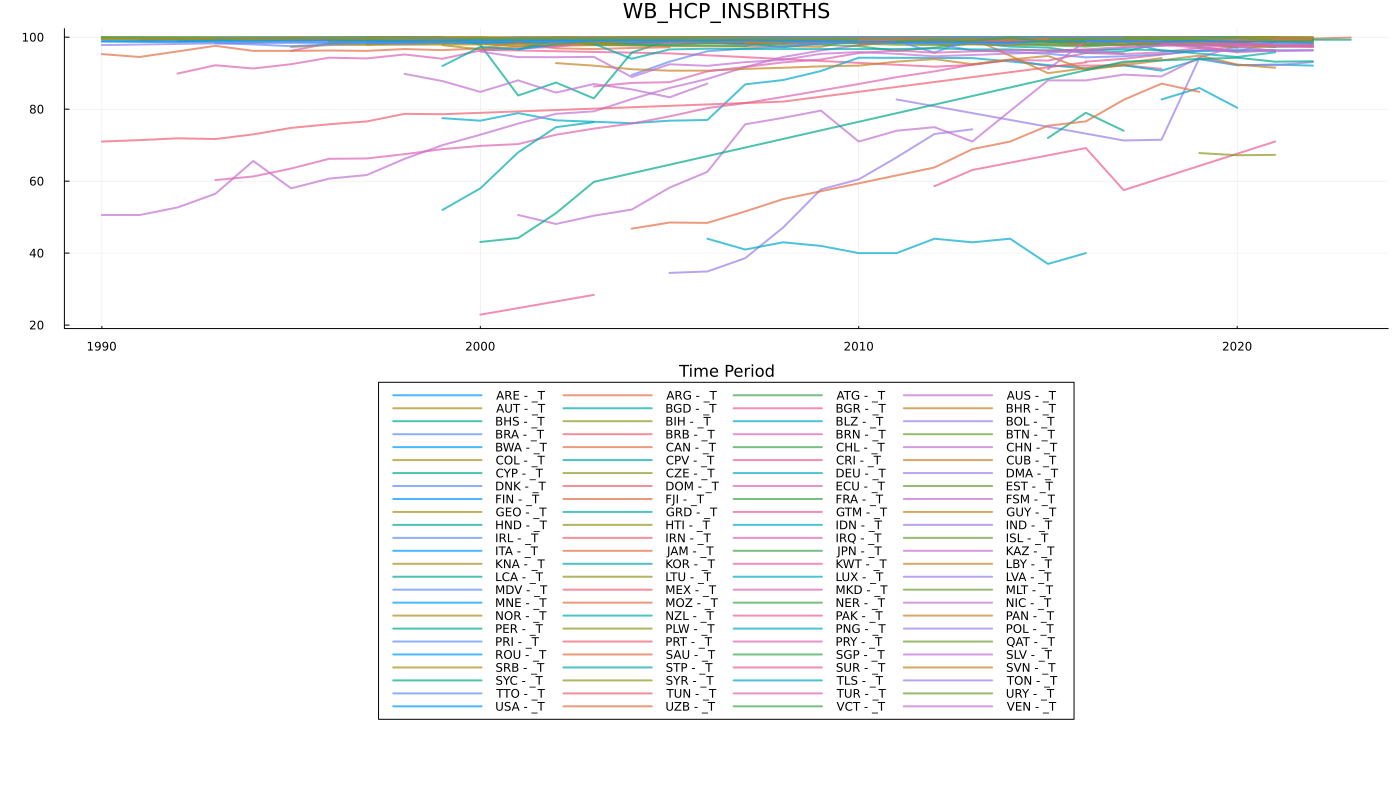 WB_HCP_INSBIRTHS
100
80
60
40
20
1990 2000 2010 2020
Time Period
ARE - _T ARG - _T ATG - _T AUS - _T
AUT - _T BGD - _T BGR - _T BHR - _T
BHS - _T BIH - _T BLZ - _T BOL - _T
BRA - _T BRB - _T BRN - _T BTN - _T
BWA - _T CAN - _T CHL - _T CHN - _T
COL - _T CPV - _T CRI - _T CUB - _T
CYP - _T CZE - _T DEU - _T DMA - _T
DNK - _T DOM - _T ECU - _T EST - _T
FIN - _T FJI - _T FRA - _T FSM - _T
GEO - _T GRD - _T GTM - _T GUY - _T
HND - _T HTI - _T IDN - _T IND - _T
IRL - _T IRN - _T IRQ - _T ISL - _T
ITA - _T JAM - _T JPN - _T KAZ - _T
KNA - _T KOR - _T KWT - _T LBY - _T
LCA - _T LTU - _T LUX - _T LVA - _T
MDV - _T MEX - _T MKD - _T MLT - _T
MNE - _T MOZ - _T NER - _T NIC - _T
NOR - _T NZL - _T PAK - _T PAN - _T
PER - _T PLW - _T PNG - _T POL - _T
PRI - _T PRT - _T PRY - _T QAT - _T
ROU - _T SAU - _T SGP - _T SLV - _T
SRB - _T STP - _T SUR - _T SVN - _T
SYC - _T SYR - _T TLS - _T TON - _T
TTO - _T TUN - _T TUR - _T URY - _T
USA - _T UZB - _T VCT - _T VEN - _T